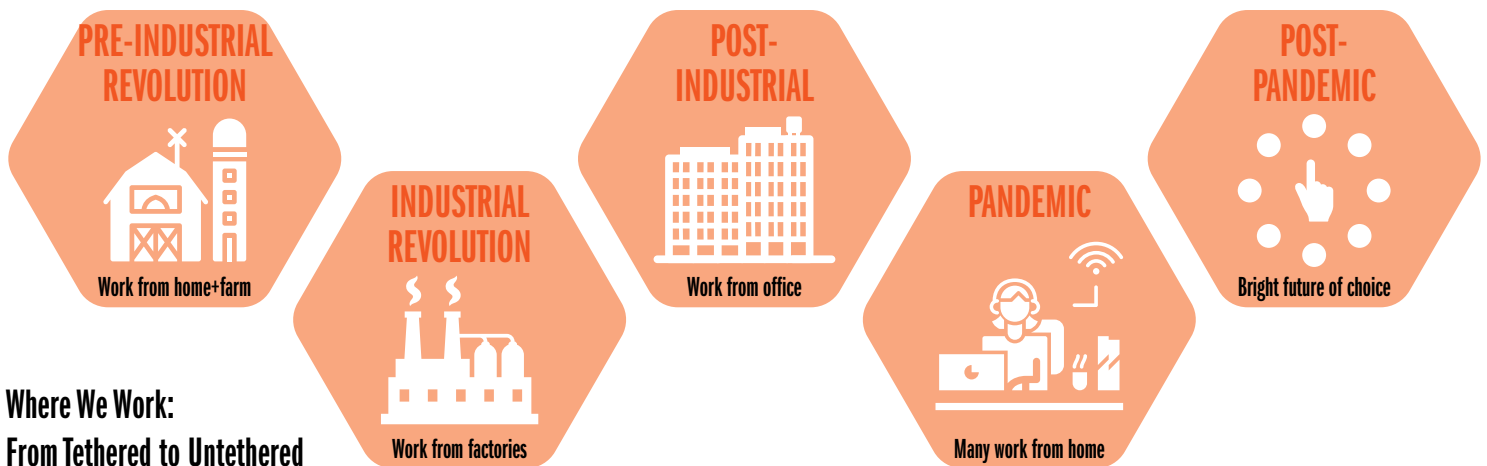 PRE-INDUSTRIAL
REVOLUTION
Work from home+farm
INDUSTRIAL
REVOLUTION
Work from factories
POST-
INDUSTRIAL
Work from office
PANDEMIC
Many work from home
POST-
PANDEMIC
Bright future of choice
Where We Work:
From Tethered to Untethered